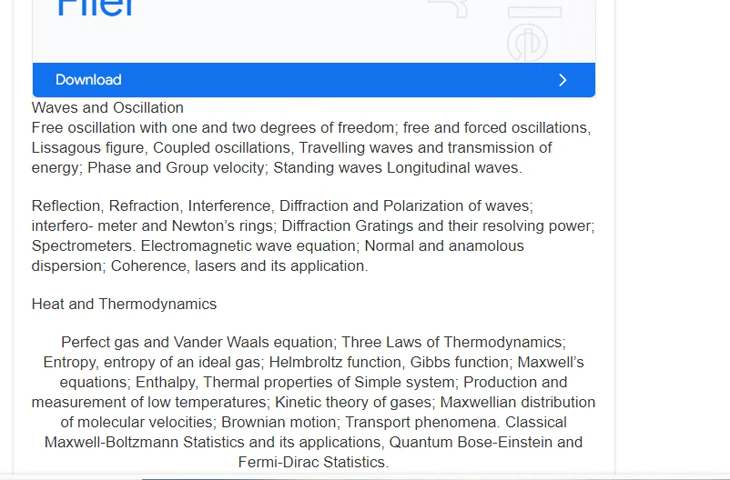 Filer
Download
Waves and Oscillation
Free oscillation with one and two degrees of freedom; free and forced oscillations,
Lissagous figure, Coupled oscillations, Travelling waves and transmission of
energy; Phase and Group velocity; Standing waves Longitudinal waves.
Reflection, Refraction, Interference, Diffraction and Polarization of waves;
interfero- meter and Newton’s rings; Diffraction Gratings and their resolving power;
Spectrometers. Electromagnetic wave equation; Normal and anamolous
dispersion; Coherence, lasers and its application.
Heat and Thermodynamics
Perfect gas and Vander Waals equation; Three Laws of Thermodynamics;
Entropy, entropy of an ideal gas; Helmbroltz function, Gibbs function; Maxwell’s
equations; Enthalpy, Thermal properties of Simple system; Production and
measurement of low temperatures; Kinetic theory of gases; Maxwellian distribution
of molecular velocities; Brownian motion; Transport phenomena. Classical
Maxwell-Boltzmann Statistics and its applications, Quantum Bose-Einstein and
Fermi-Dirac Statistics.